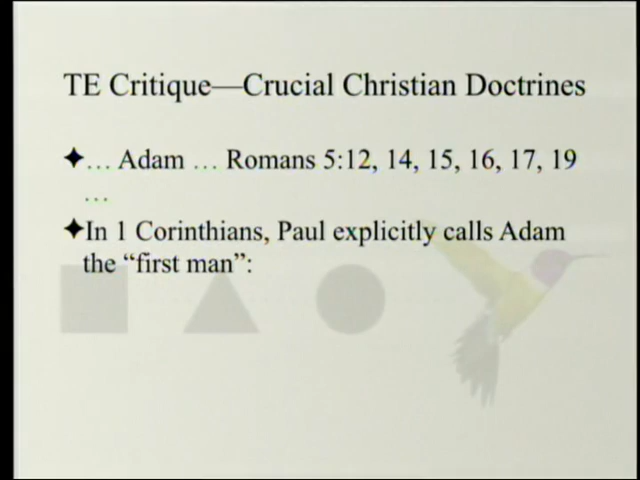 TE Critique—Crucial Christian Doctrines
✦… Adam … Romans 5:12, 14, 15, 16, 17, 19
…
✦In 1 Corinthians, Paul explicitly calls Adam
the “first man”: